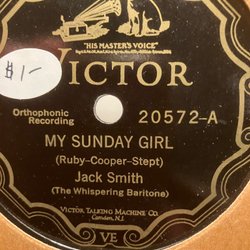 "HIS MASTER'S VOICE"
$1-
VICTOR
Orthophonic
Recording
20572-A
MY SUNDAY GIRL
(Ruby-Cooper-Stept)
Jack Smith
(The Whispering Baritone)
VICTOR TALKING MACHINE CO.
Camden, N.J.
VE